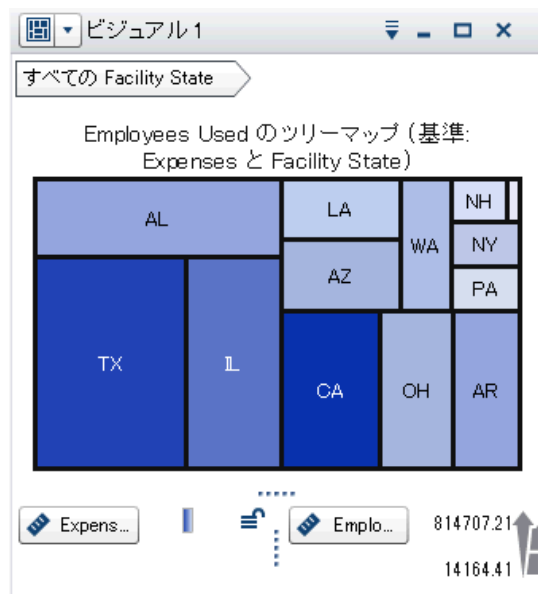 ビジュアル 1
すべての Facility State
Employees Used のツリーマップ (基準:
Expenses と Facility State)
AL
LA
WA
NH
NY
AZ
PA
TX
IL
CA
OH
AR
Expens...
Emplo...
814707.21
14164.41